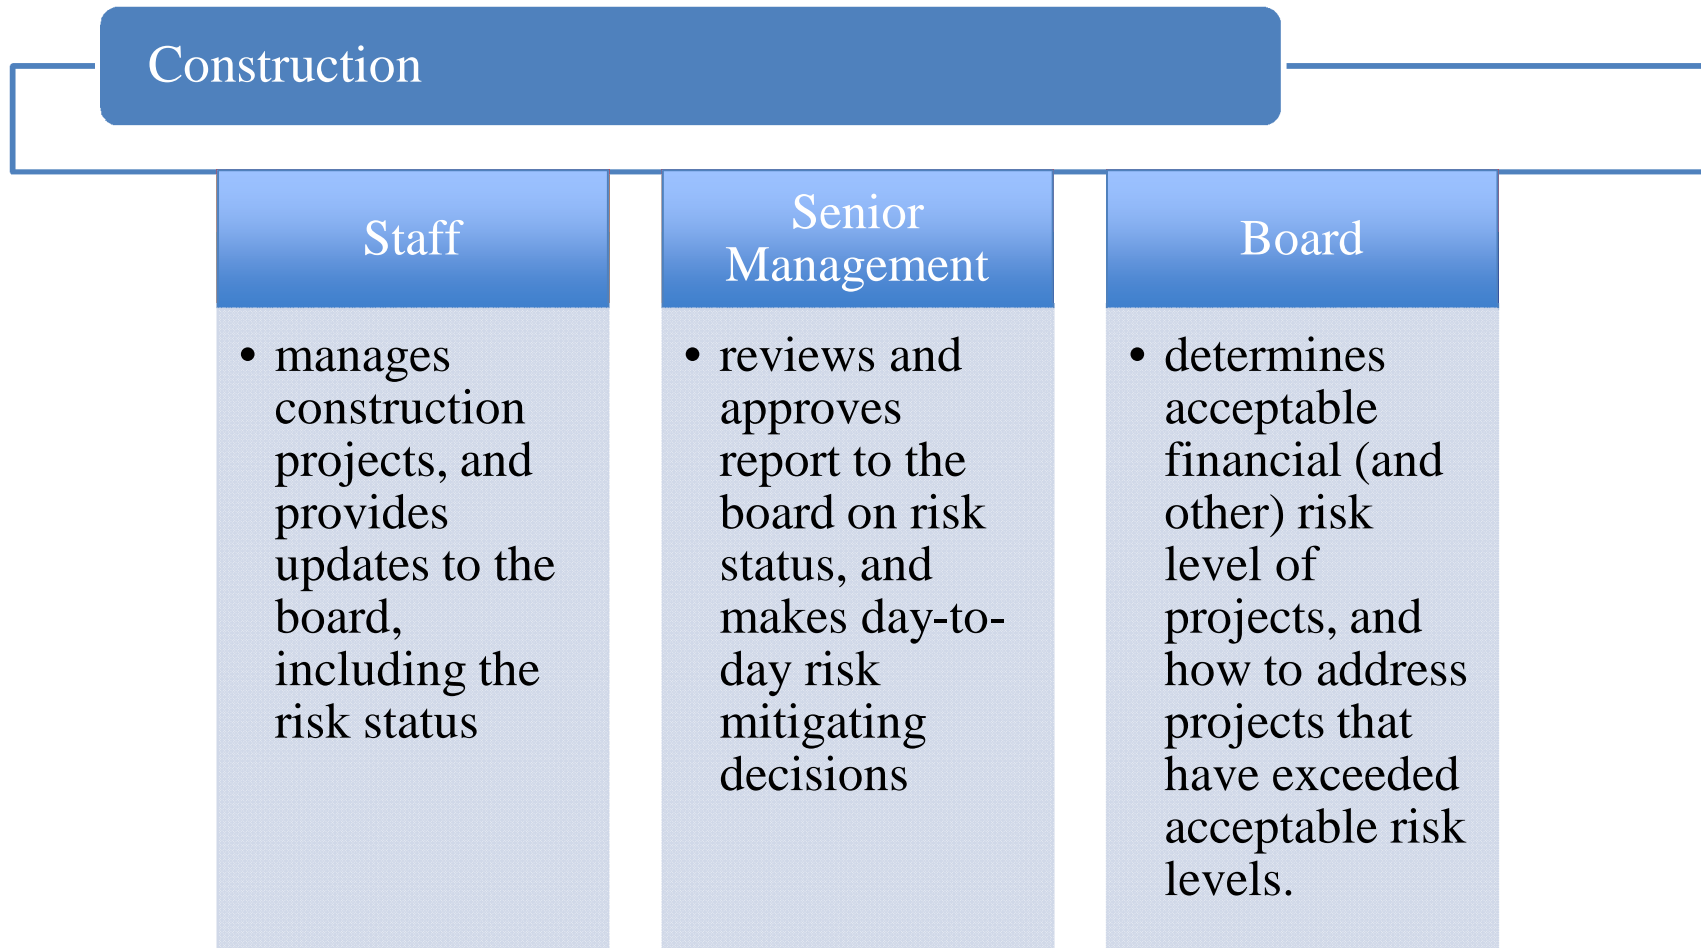 Construction
Staff
• manages
construction
projects, and
provides
updates to the
board,
including the
risk status
Senior
Management
• reviews and
approves
report to the
board on risk
status, and
makes day-to-
day risk
mitigating
decisions
Board
• determines
acceptable
financial (and
other) risk
level of
projects, and
how to address
projects that
have exceeded
acceptable risk
levels.